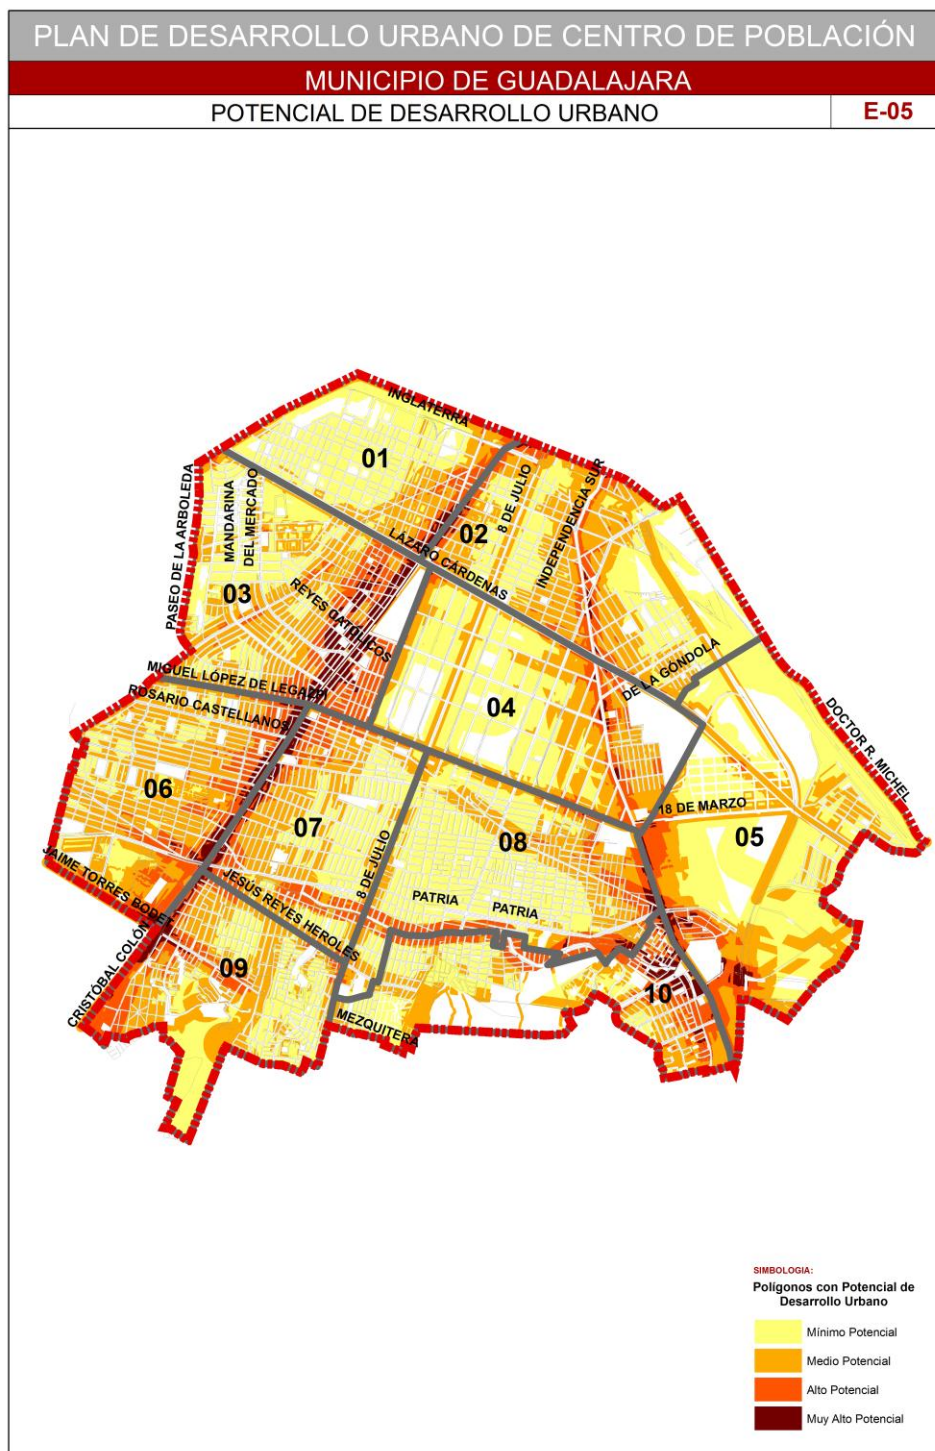 PLAN DE DESARROLLO URBANO DE CENTRO DE POBLACIÓN
MUNICIPIO DE GUADALAJARA
POTENCIAL DE DESARROLLO URBANO
E-05
INGLATERRA
01
PASEO DE LA ARBOLEDA
MANDARINA
DEL MERCADO
8 DE JULIO
INDEPENDENCIA SUR
02
LÁZARO CÁRDENAS
03
REYES CATÓLICOS
MIGUEL LÓPEZ DE LEGAZPI
ROSARIO CASTELLANOS
DE LA GÓNDOLA
04
DOCTOR R. MICHEL
06
18 DE MARZO
07
8 DE JULIO
08
05
JAIME TORRES BODET
JESÚS REYES HEROLES
PATRIA
PATRIA
CRISTÓBAL COLÓN
09
10
MEZQUITERA
SIMBOLOGIA:
Polígonos con Potencial de
Desarrollo Urbano
Mínimo Potencial
Medio Potencial
Alto Potencial
Muy Alto Potencial